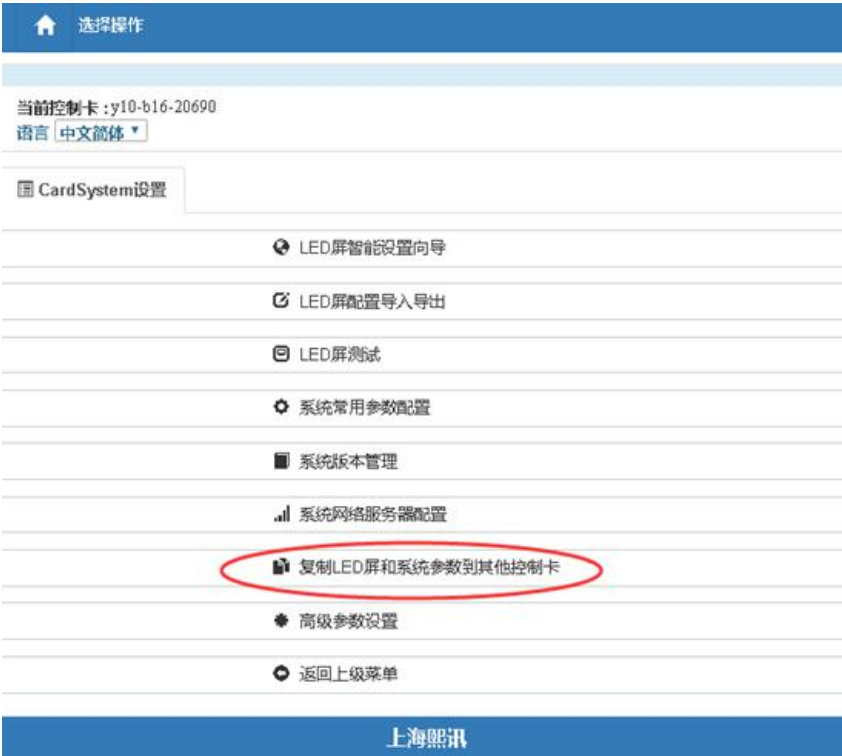 选择操作
当前控制卡:y10-b16-20690
语言 中文简体
CardSystem设置
LED屏智能设置向导
LED屏配置导入导出
LED屏测试
系统常用参数配置
系统版本管理
系统网络服务器配置
复制LED屏和系统参数到其他控制卡
高级参数设置
返回上级菜单
上海熙讯